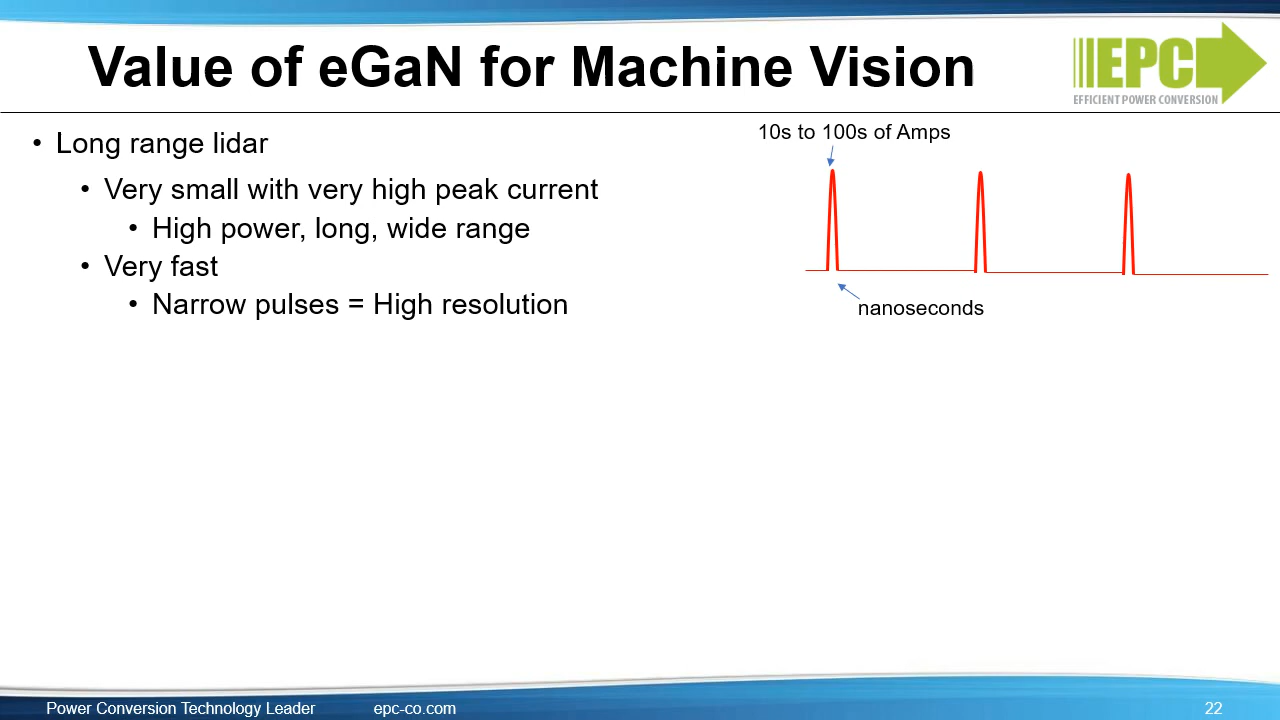 Value of eGaN for Machine Vision
EPC
EFFICIENT POWER CONVERSION
• Long range lidar
• Very small with very high peak current
• High power, long, wide range
• Very fast
• Narrow pulses = High resolution
10s to 100s of Amps
nanoseconds
Power Conversion Technology Leader
epc-co.com
22